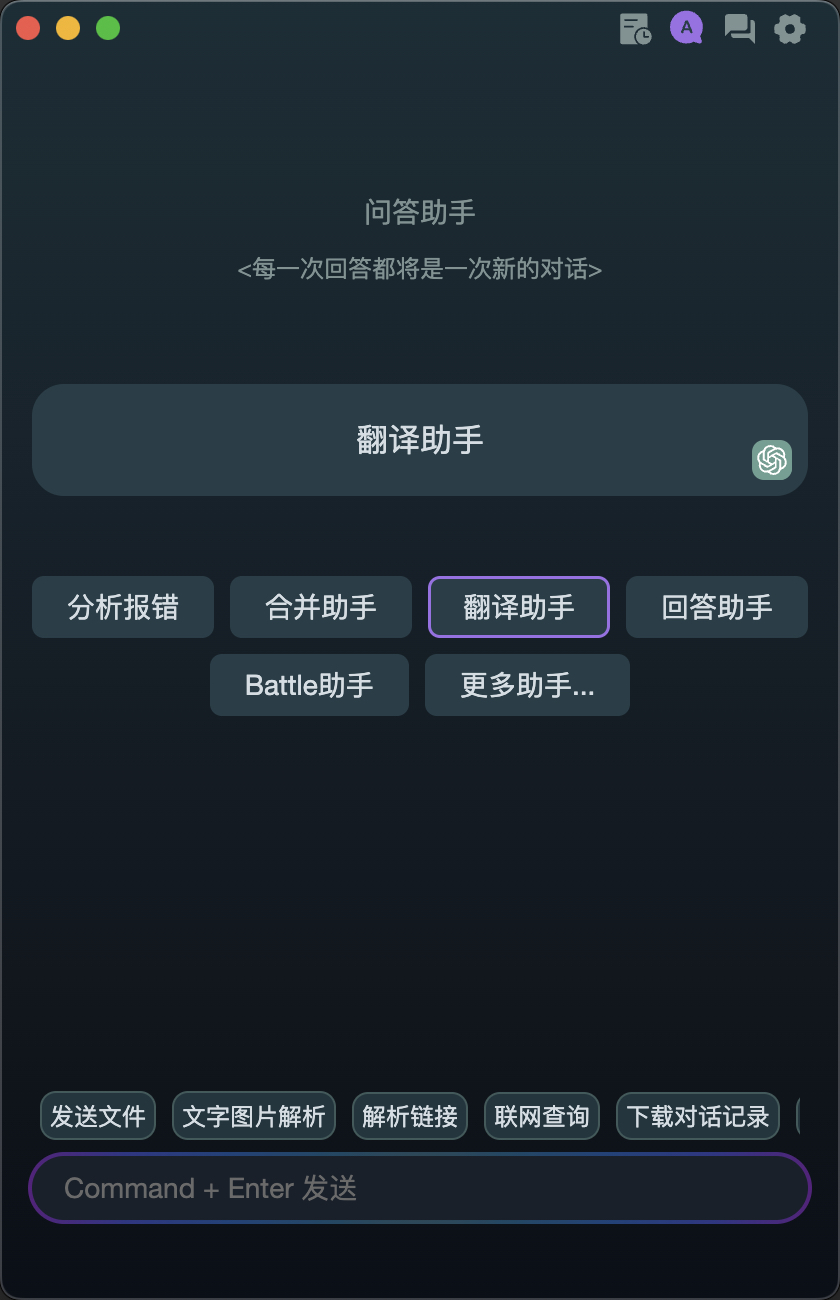 A
问答助手
<每一次回答都将是一次新的对话>
翻译助手
分析报错 合并助手 翻译助手 回答助手
Battle助手 更多助手...
发送文件 文字图片解析 解析链接 联网查询 下载对话记录
Command + Enter 发送